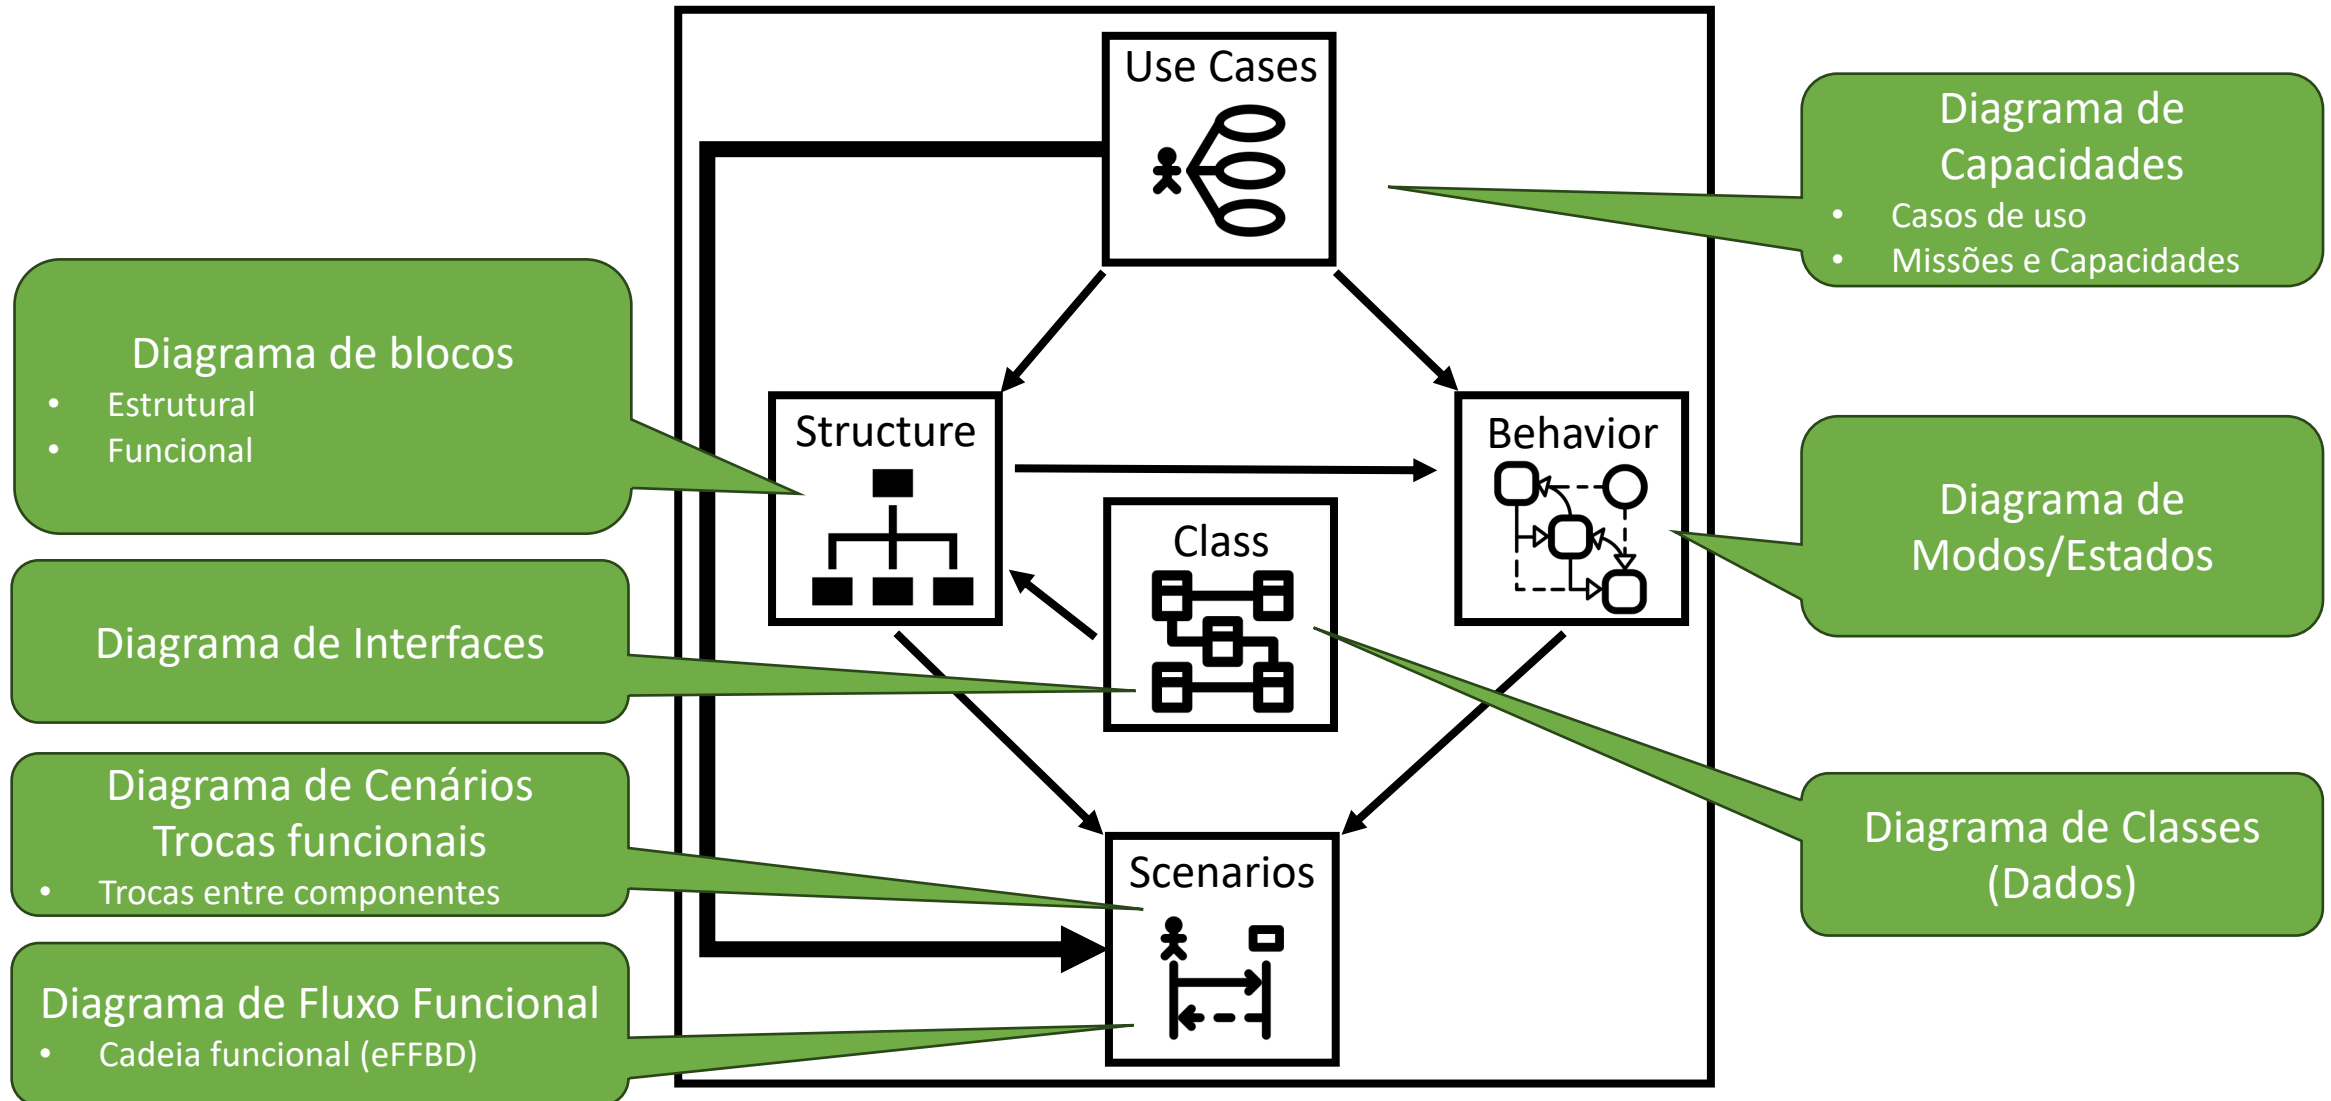 Use Cases
Diagrama de
Capacidades
• Casos de uso
• Missões e Capacidades
Diagrama de blocos
• Estrutural
• Funcional
Structure
Behavior
Class
Diagrama de
Modos/Estados
Diagrama de Interfaces
Diagrama de Cenários
Trocas funcionais
• Trocas entre componentes
Scenarios
Diagrama de Classes
(Dados)
Diagrama de Fluxo Funcional
• Cadeia funcional (eFFBD)